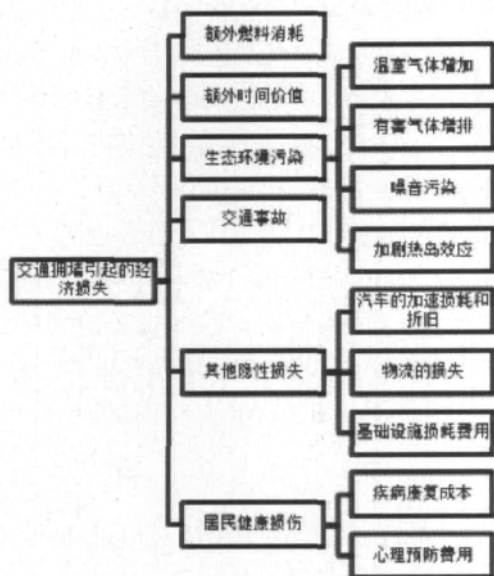 额外燃料消耗
额外时间价值
生态环境污染
交通事故
交通拥堵引起的经
济损失
其他隐性损失
居民健康损伤
温室气体增加
有害气体增排
噪音污染
加剧热岛效应
汽车的加速损耗和
折旧
物流的损失
基础设施损耗费用
疾病康复成本
心理预防费用